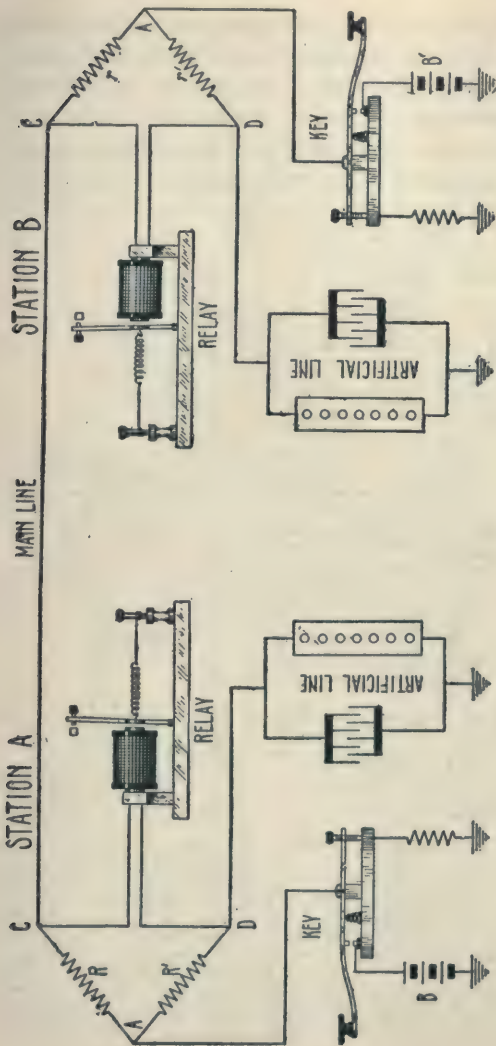 STATION A
MAIN LINE
STATION B
C
C
R
A
R'
D
RELAY
RELAY
r
A
r'
D
KEY
B
ARTIFICIAL LINE
ARTIFICIAL LINE
KEY
B'